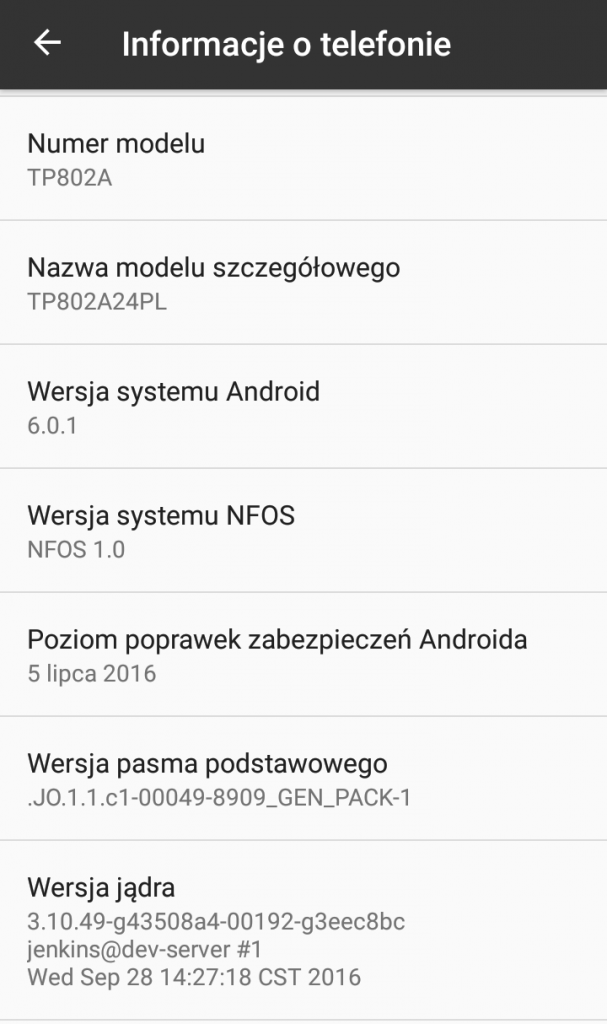 Informacje o telefonie
Numer modelu
TP802A
Nazwa modelu szczegółowego
TP802A24PL
Wersja systemu Android
6.0.1
Wersja systemu NFOS
NFOS 1.0
Poziom poprawek zabezpieczeń Androida
5 lipca 2016
Wersja pasma podstawowego
.JO.1.1.c1-00049-8909_GEN_PACK-1
Wersja jądra
3.10.49-g43508a4-00192-g3eec8bc
jenkins@dev-server #1
Wed Sep 28 14:27:18 CST 2016